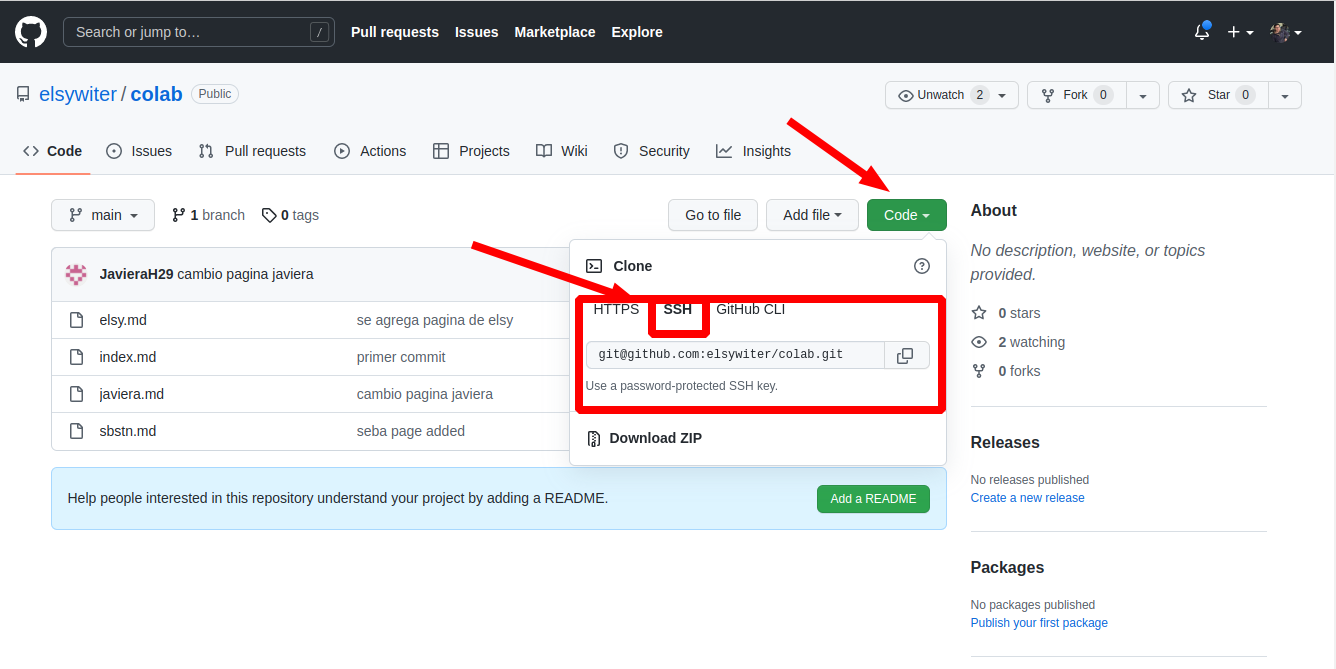 Search or jump to… / Pull requests Issues Marketplace Explore
elsywiter / colab Public Unwatch 2 Fork 0 Star 0
Code Issues Pull requests Actions Projects Wiki Security Insights
main 1 branch 0 tags Go to file Add file Code
JavieraH29 cambio pagina javiera
elsy.md se agrega pagina de elsy
index.md primer commit
javiera.md cambio pagina javiera
sbstn.md seba page added
Clone
HTTPS SSH GitHub CLI
git@github.com:elsywiter/colab.git
Use a password-protected SSH key.
Download ZIP
Help people interested in this repository understand your project by adding a README. Add a README
About
No description, website, or topics
provided.
0 stars
2 watching
0 forks
Releases
No releases published
Create a new release
Packages
No packages published
Publish your first package